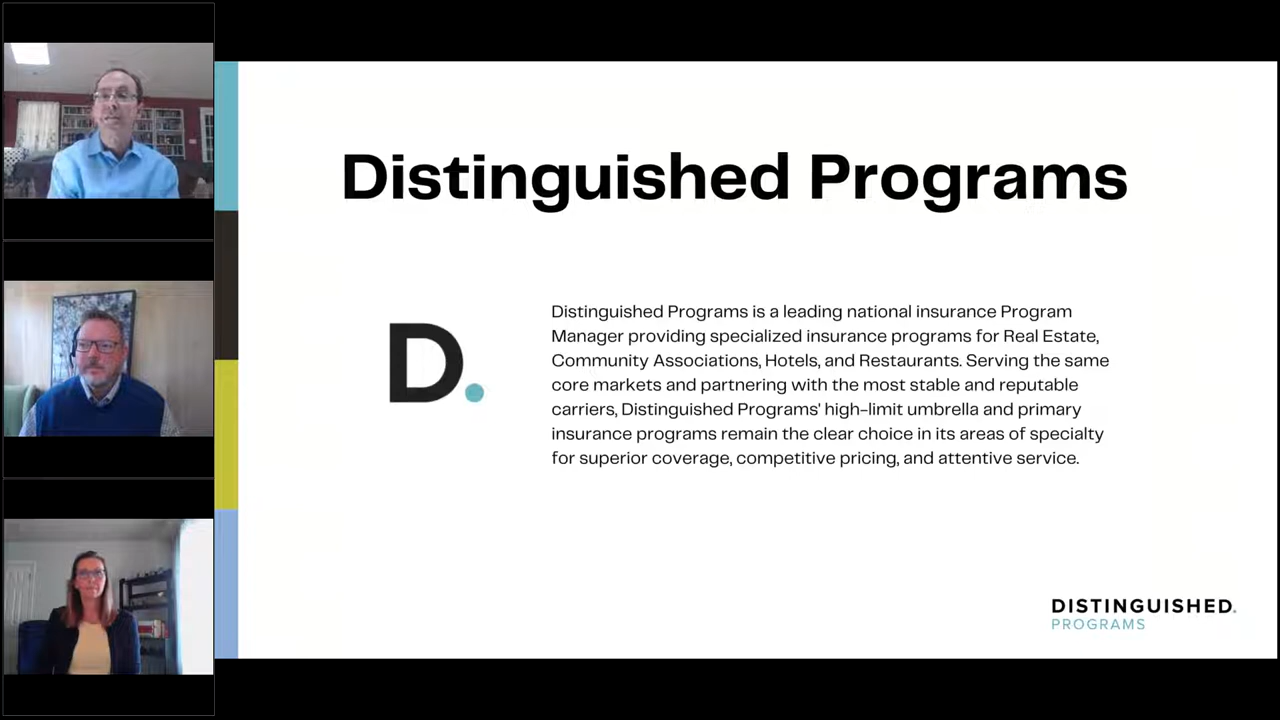 Distinguished Programs
D.
Distinguished Programs is a leading national insurance Program
Manager providing specialized insurance programs for Real Estate,
Community Associations, Hotels, and Restaurants. Serving the same
core markets and partnering with the most stable and reputable
carriers, Distinguished Programs' high-limit umbrella and primary
insurance programs remain the clear choice in its areas of specialty
for superior coverage, competitive pricing, and attentive service.
DISTINGUISHED.
PROGRAMS